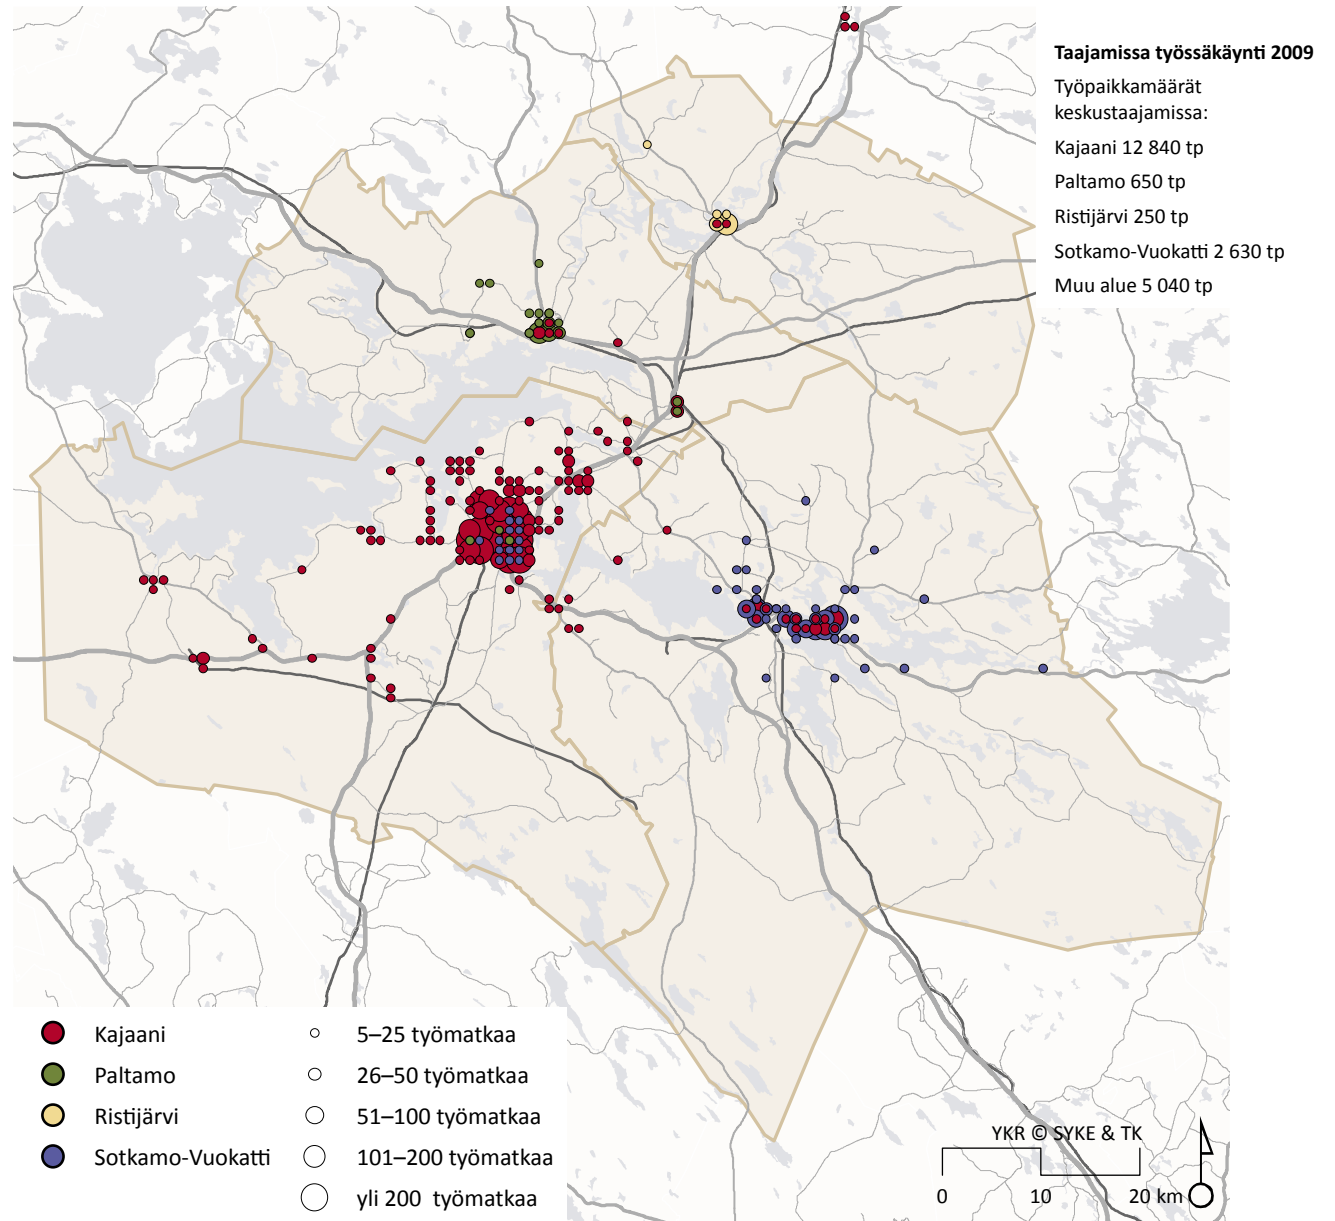 Taajamissa työssäkäynti 2009
Työpaikkamäärät
keskustaajamissa:
Kajaani 12 840 tp
Paltamo 650 tp
Ristijärvi 250 tp
Sotkamo-Vuokatti 2 630 tp
Muu alue 5 040 tp
Kajaani
Paltamo
Ristijärvi
Sotkamo-Vuokatti
5–25 työmatkaa
26–50 työmatkaa
51–100 työmatkaa
101–200 työmatkaa
yli 200 työmatkaa
YKR © SYKE & TK
0 10 20 km